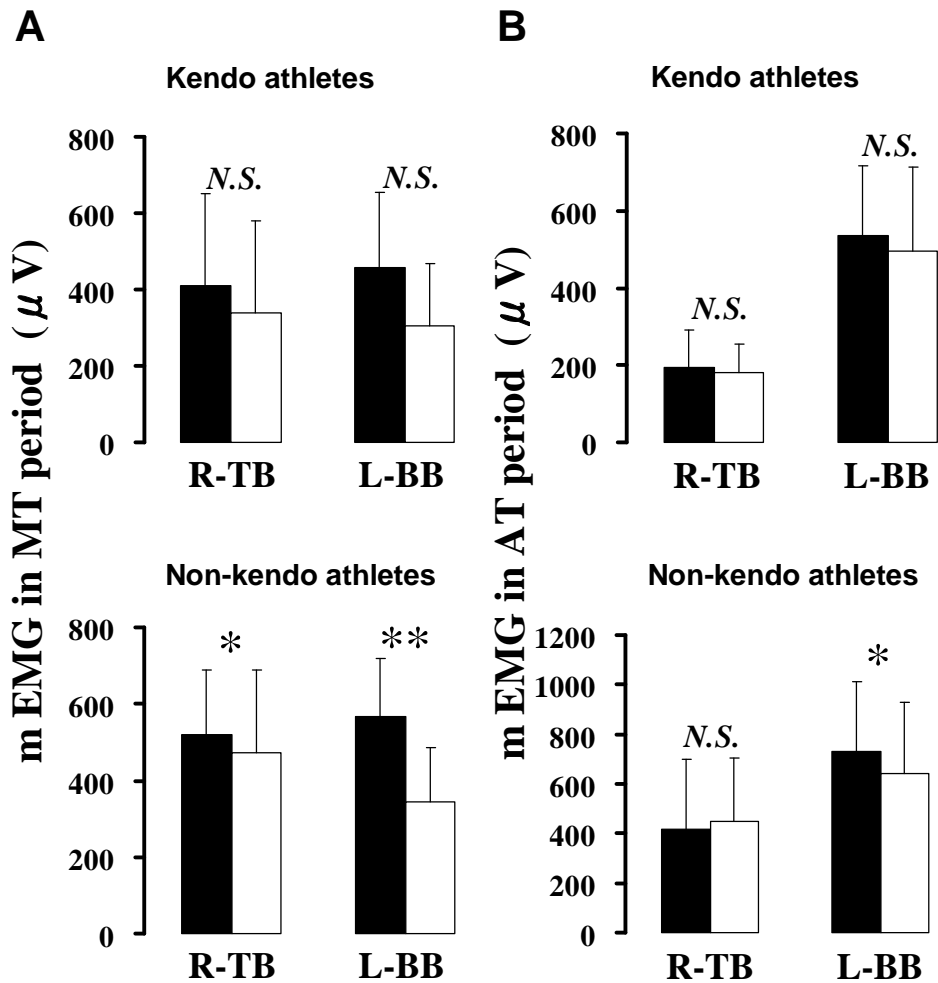 A
Kendo athletes
800
600
400
200
0
N.S.
N.S.
R-TB
L-BB
m EMG in MT period (μV)
Non-kendo athletes
800
600
400
200
0
*
**
R-TB
L-BB
B
Kendo athletes
800
600
400
200
0
N.S.
N.S.
R-TB
L-BB
m EMG in AT period (μV)
Non-kendo athletes
1200
1000
800
600
400
200
0
N.S.
*
R-TB
L-BB